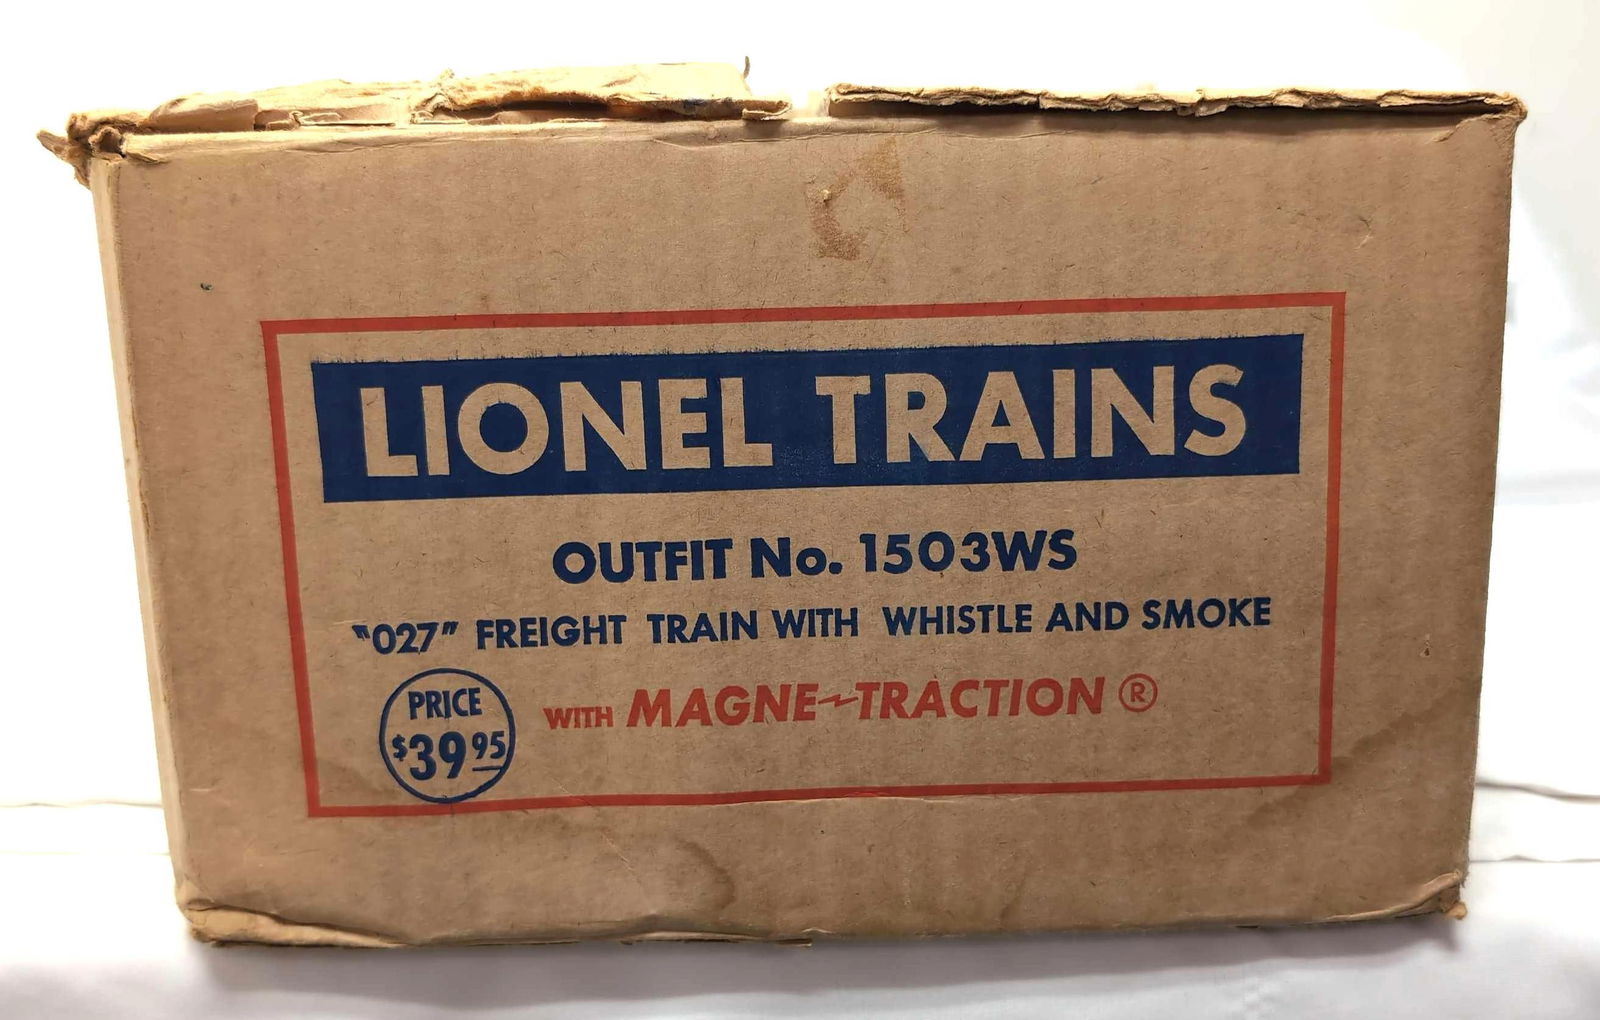 LIONEL TRAINS
OUTFIT No. 1503WS
"027" FREIGHT TRAIN WITH WHISTLE AND SMOKE
PRICE
$39 95
WITH MAGNE-TRACTION ®